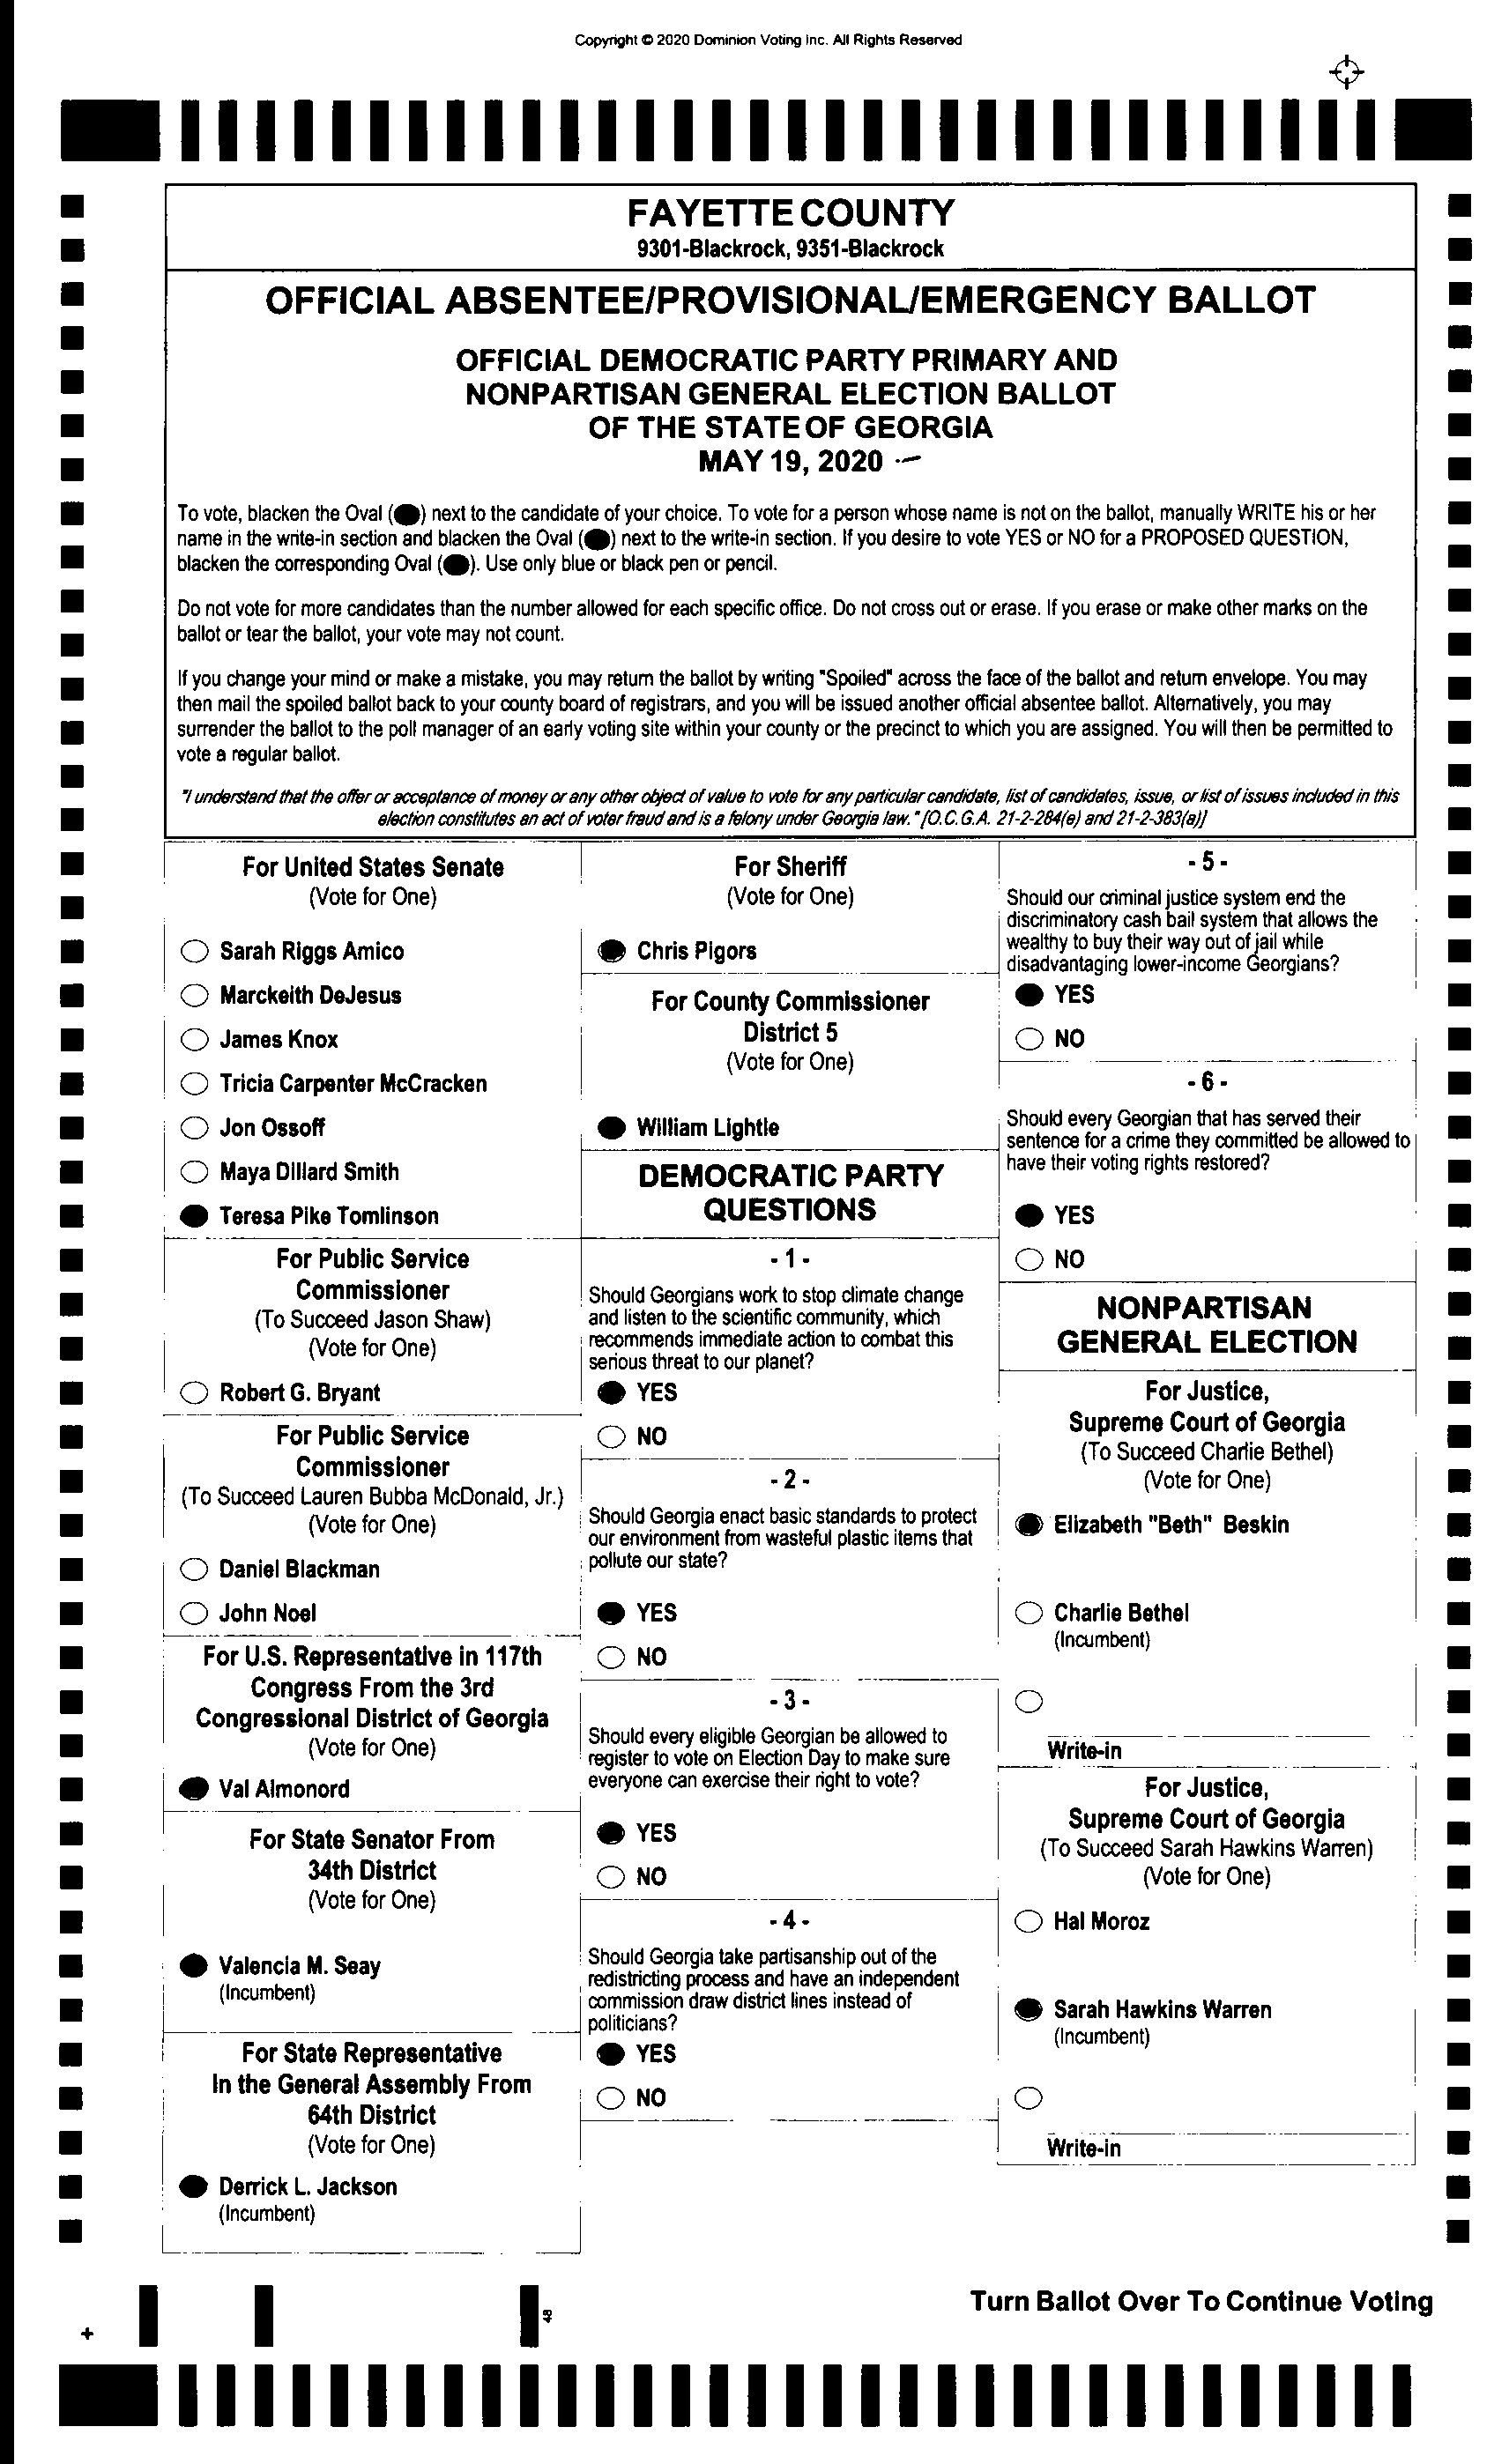 Copyright © 2020 Dominion Voting Inc. All Rights Reserved
FAYETTE COUNTY
9301-Blackrock, 9351-Blackrock
OFFICIAL ABSENTEE/PROVISIONAL/EMERGENCY BALLOT
OFFICIAL DEMOCRATIC PARTY PRIMARY AND
NONPARTISAN GENERAL ELECTION BALLOT
OF THE STATE OF GEORGIA
MAY 19, 2020
To vote, blacken the Oval (⬬) next to the candidate of your choice. To vote for a person whose name is not on the ballot, manually WRITE his or her
name in the write-in section and blacken the Oval (⬬) next to the write-in section. If you desire to vote YES or NO for a PROPOSED QUESTION,
blacken the corresponding Oval (⬬). Use only blue or black pen or pencil.
Do not vote for more candidates than the number allowed for each specific office. Do not cross out or erase. If you erase or make other marks on the
ballot or tear the ballot, your vote may not count.
If you change your mind or make a mistake, you may return the ballot by writing "Spoiled" across the face of the ballot and return envelope. You may
then mail the spoiled ballot back to your county board of registrars, and you will be issued another official absentee ballot. Alternatively, you may
surrender the ballot to the poll manager of an early voting site within your county or the precinct to which you are assigned. You will then be permitted to
vote a regular ballot.
"I understand that the offer or acceptance of money or any other object of value to vote for any particular candidate, list of candidates, issue, or list of issues included in this
election constitutes an act of voter fraud and is a felony under Georgia law." [O.C.G.A. 21-2-284(e) and 21-2-383(a)]
For United States Senate
(Vote for One)
Sarah Riggs Amico
Marckeith DeJesus
James Knox
Tricia Carpenter McCracken
Jon Ossoff
Maya Dillard Smith
Teresa Pike Tomlinson
For Public Service
Commissioner
(To Succeed Jason Shaw)
(Vote for One)
Robert G. Bryant
For Public Service
Commissioner
(To Succeed Lauren Bubba McDonald, Jr.)
(Vote for One)
Daniel Blackman
John Noel
For U.S. Representative in 117th
Congress From the 3rd
Congressional District of Georgia
(Vote for One)
Val Almonord
For State Senator From
34th District
(Vote for One)
Valencia M. Seay
(Incumbent)
For State Representative
In the General Assembly From
64th District
(Vote for One)
Derrick L. Jackson
(Incumbent)
For Sheriff
(Vote for One)
Chris Pigors
For County Commissioner
District 5
(Vote for One)
William Lightle
DEMOCRATIC PARTY
QUESTIONS
- 1 -
Should Georgians work to stop climate change
and listen to the scientific community, which
recommends immediate action to combat this
serious threat to our planet?
YES
NO
- 2 -
Should Georgia enact basic standards to protect
our environment from wasteful plastic items that
pollute our state?
YES
NO
- 3 -
Should every eligible Georgian be allowed to
register to vote on Election Day to make sure
everyone can exercise their right to vote?
YES
NO
- 4 -
Should Georgia take partisanship out of the
redistricting process and have an independent
commission draw district lines instead of
politicians?
YES
NO
- 5 -
Should our criminal justice system end the
discriminatory cash bail system that allows the
wealthy to buy their way out of jail while
disadvantaging lower-income Georgians?
YES
NO
- 6 -
Should every Georgian that has served their
sentence for a crime they committed be allowed to
have their voting rights restored?
YES
NO
NONPARTISAN
GENERAL ELECTION
For Justice,
Supreme Court of Georgia
(To Succeed Charlie Bethel)
(Vote for One)
Elizabeth "Beth" Beskin
Charlie Bethel
(Incumbent)
Write-in
For Justice,
Supreme Court of Georgia
(To Succeed Sarah Hawkins Warren)
(Vote for One)
Hal Moroz
Sarah Hawkins Warren
(Incumbent)
Write-in
Turn Ballot Over To Continue Voting